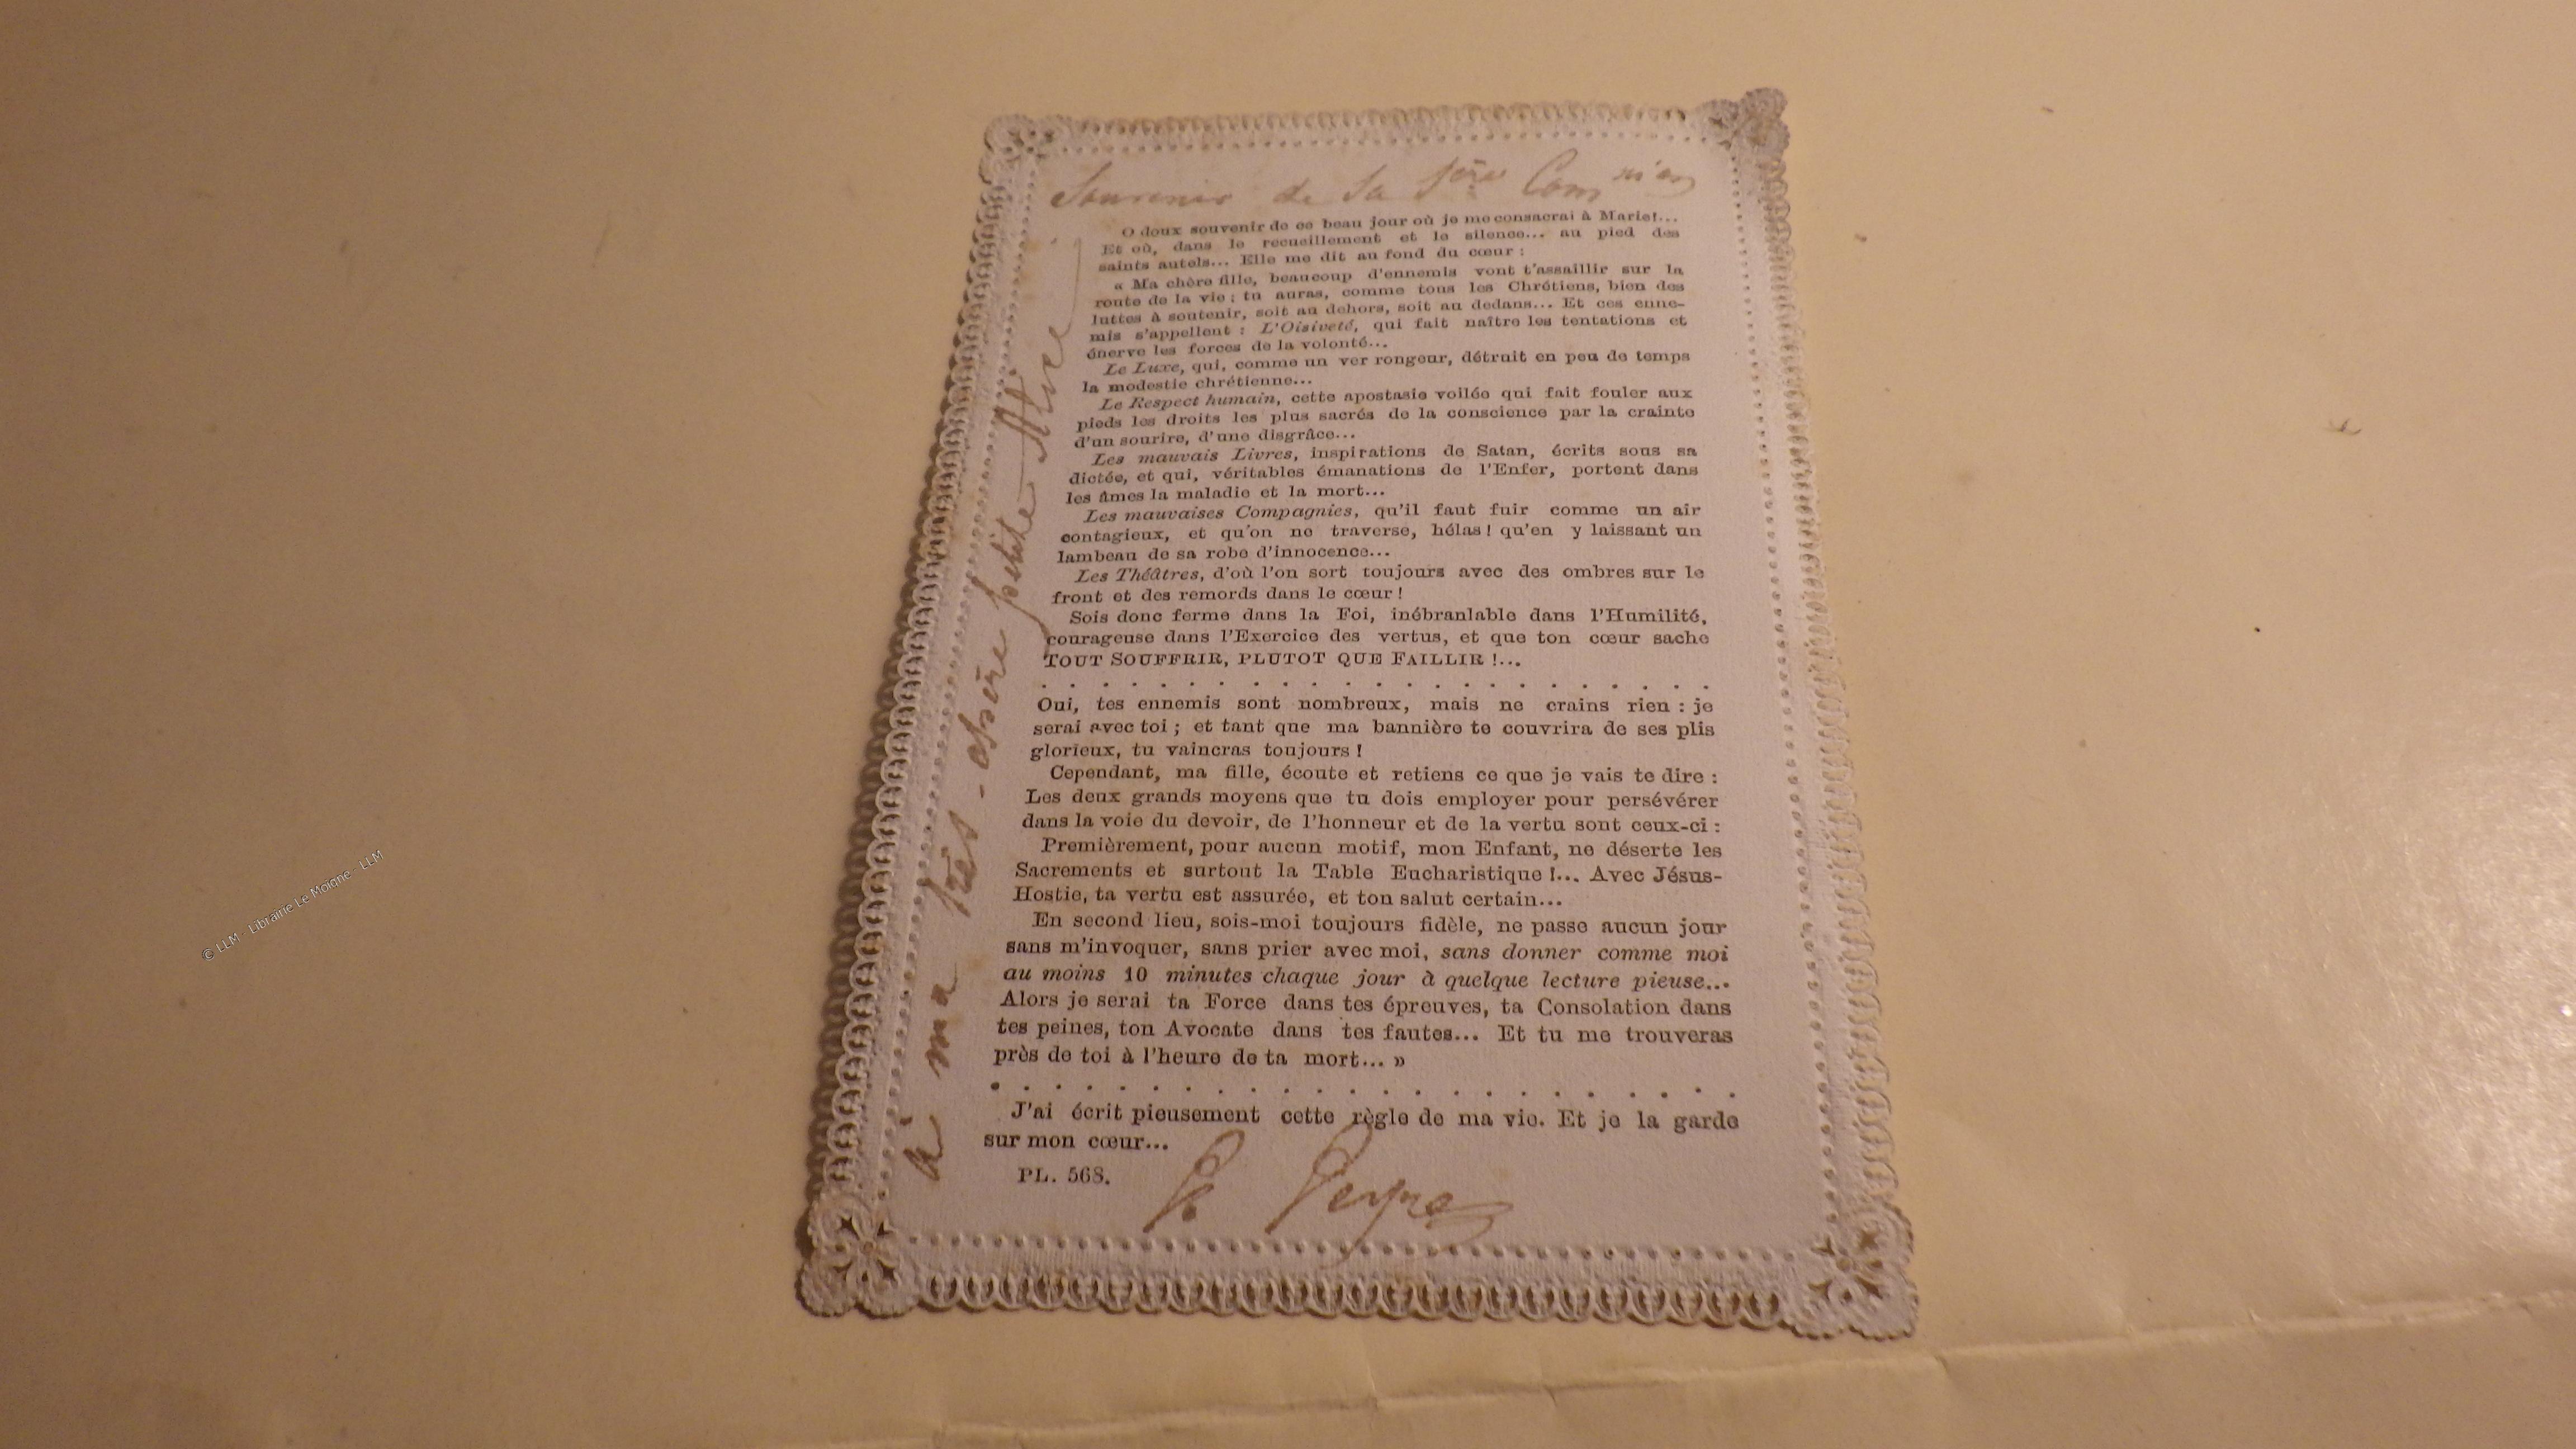 Souvenir de sa 1ère Comnion
O doux souvenir de ce beau jour où je me consacrai à Marie!...
Et où, dans le recueillement et le silence... au pied des
saints autels... Elle me dit au fond du cœur :
« Ma chère fille, beaucoup d'ennemis vont t'assaillir sur la
route de la vie ; tu auras, comme tous les Chrétiens, bien des
luttes à soutenir, soit au dehors, soit au dedans... Et ces enne-
mis s'appellent : L'Oisiveté, qui fait naître les tentations et
énerve les forces de la volonté...
Le Luxe, qui, comme un ver rongeur, détruit en peu de temps
la modestie chrétienne...
Le Respect humain, cette apostasie voilée qui fait fouler aux
pieds les droits les plus sacrés de la conscience par la crainte
d'un sourire, d'une disgrâce...
Les mauvais Livres, inspirations de Satan, écrits sous sa
dictée, et qui, véritables émanations de l'Enfer, portent dans
les âmes la maladie et la mort...
Les mauvaises Compagnies, qu'il faut fuir comme un air
contagieux, et qu'on ne traverse, hélas ! qu'en y laissant un
lambeau de sa robe d'innocence...
Les Théâtres, d'où l'on sort toujours avec des ombres sur le
front et des remords dans le cœur !
Sois donc ferme dans la Foi, inébranlable dans l'Humilité,
courageuse dans l'Exercice des vertus, et que ton cœur sache
TOUT SOUFFRIR, PLUTOT QUE FAILLIR !...
Oui, tes ennemis sont nombreux, mais ne crains rien : je
serai avec toi ; et tant que ma bannière te couvrira de ses plis
glorieux, tu vaincras toujours !
Cependant, ma fille, écoute et retiens ce que je vais te dire :
Les deux grands moyens que tu dois employer pour persévérer
dans la voie du devoir, de l'honneur et de la vertu sont ceux-ci :
Premièrement, pour aucun motif, mon Enfant, ne déserte les
Sacrements et surtout la Table Eucharistique !... Avec Jésus-
Hostie, ta vertu est assurée, et ton salut certain...
En second lieu, sois-moi toujours fidèle, ne passe aucun jour
sans m'invoquer, sans prier avec moi, sans donner comme moi
au moins 10 minutes chaque jour à quelque lecture pieuse...
Alors je serai ta Force dans tes épreuves, ta Consolation dans
tes peines, ton Avocate dans tes fautes... Et tu me trouveras
près de toi à l'heure de ta mort... »
J'ai écrit pieusement cette règle de ma vie. Et je la garde
sur mon cœur...
PL. 568.
à ma très-chère petite Alice
© LLM - Librairie Le Moigne - LLM